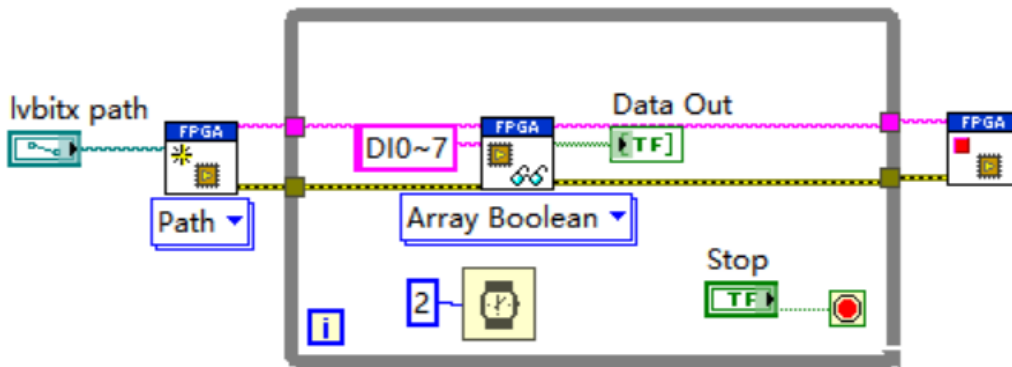 lvbitx path
FPGA
Path
DI0~7
FPGA
Array Boolean
Data Out
[TF]
FPGA
i
2
Stop
TF